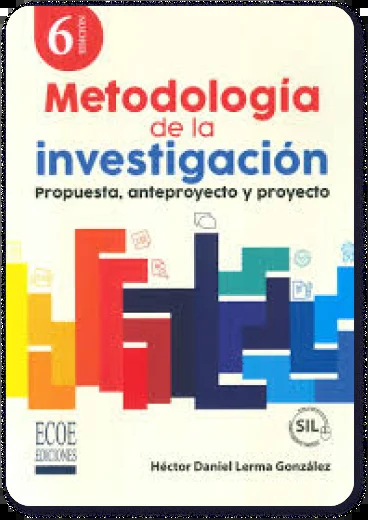 6
EDICIÓN
Metodología
de la
investigación
Propuesta, anteproyecto y proyecto
ECOE
EDICIONES
SIL
Héctor Daniel Lerma González